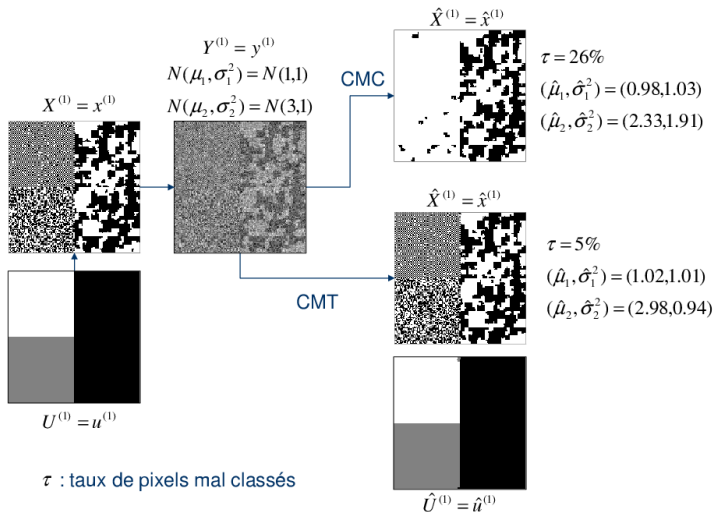 X̂⁽¹⁾ = x̂⁽¹⁾
Y⁽¹⁾ = y⁽¹⁾
N(μ₁,σ₁²) = N(1,1)
N(μ₂,σ₂²) = N(3,1)
CMC
τ = 26%
(μ̂₁,σ̂₁²) = (0.98,1.03)
(μ̂₂,σ̂₂²) = (2.33,1.91)
X⁽¹⁾ = x⁽¹⁾
X̂⁽¹⁾ = x̂⁽¹⁾
τ = 5%
(μ̂₁,σ̂₁²) = (1.02,1.01)
(μ̂₂,σ̂₂²) = (2.98,0.94)
CMT
U⁽¹⁾ = u⁽¹⁾
τ : taux de pixels mal classés
Û⁽¹⁾ = û⁽¹⁾